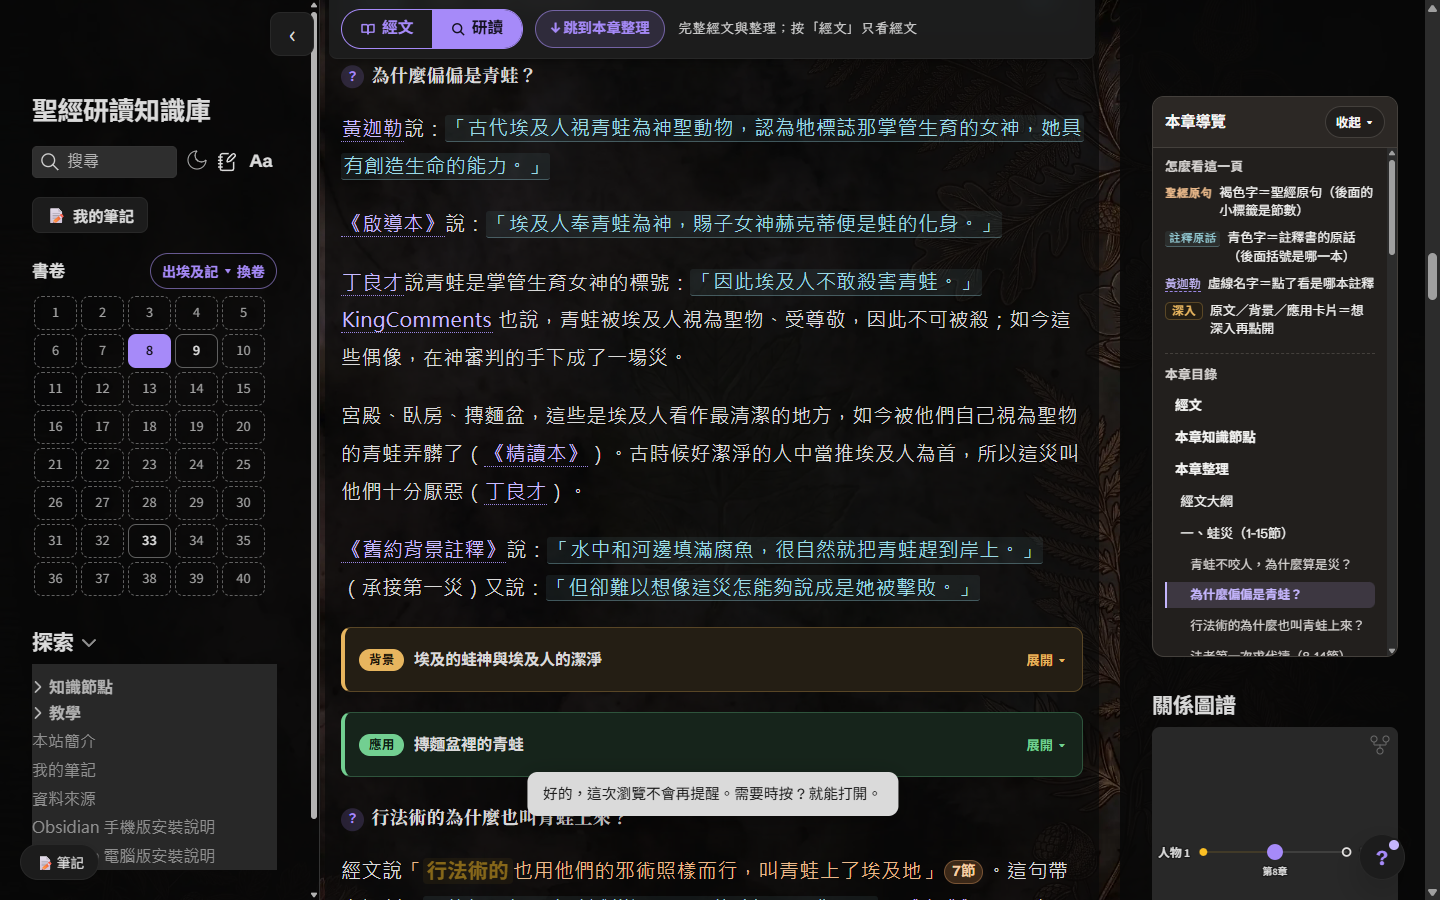 聖經研讀知識庫
搜尋
Aa
我的筆記
書卷
出埃及記 換卷
1 2 3 4 5
6 7 8 9 10
11 12 13 14 15
16 17 18 19 20
21 22 23 24 25
26 27 28 29 30
31 32 33 34 35
36 37 38 39 40
探索
知識節點
教學
本站簡介
我的筆記
資料來源
Obsidian 手機版安裝說明
電腦版安裝說明
筆記
經文
研讀
↓跳到本章整理
完整經文與整理；按「經文」只看經文
? 為什麼偏偏是青蛙？
黃迦勒說：「古代埃及人視青蛙為神聖動物，認為牠標誌那掌管生育的女神，她具
有創造生命的能力。」
《啟導本》說：「埃及人奉青蛙為神，賜子女神赫克蒂便是蛙的化身。」
丁良才說青蛙是掌管生育女神的標號：「因此埃及人不敢殺害青蛙。」
KingComments 也說，青蛙被埃及人視為聖物、受尊敬，因此不可被殺；如今這
些偶像，在神審判的手下成了一場災。
宮殿、臥房、摶麵盆，這些是埃及人看作最清潔的地方，如今被他們自己視為聖物
的青蛙弄髒了（《精讀本》）。古時候好潔淨的人中當推埃及人為首，所以這災叫
他們十分厭惡（丁良才）。
《舊約背景註釋》說：「水中和河邊填滿腐魚，很自然就把青蛙趕到岸上。」
（承接第一災）又說：「但卻難以想像這災怎能夠說成是她被擊敗。」
背景 埃及的蛙神與埃及人的潔淨 展開
應用 摶麵盆裡的青蛙 展開
好的，這次瀏覽不會再提醒。需要時按？就能打開。
? 行法術的為什麼也叫青蛙上來？
經文說「行法術的也用他們的邪術照樣而行，叫青蛙上了埃及地」7節。這句帶
本章導覽
收起
怎麼看這一頁
聖經原句 褐色字＝聖經原句（後面的
小標籤是節數）
註釋原話 青色字＝註釋書的原話
（後面括號是哪一本）
黃迦勒 虛線名字＝點了看是哪本註釋
深入 原文／背景／應用卡片＝想
深入再點開
本章目錄
經文
本章知識節點
本章整理
經文大綱
一、蛙災（1-15節）
青蛙不咬人，為什麼算是災？
為什麼偏偏是青蛙？
行法術的為什麼也叫青蛙上來？
法老第一次求代禱（8-14節）
關係圖譜
人物 1
第8章
?